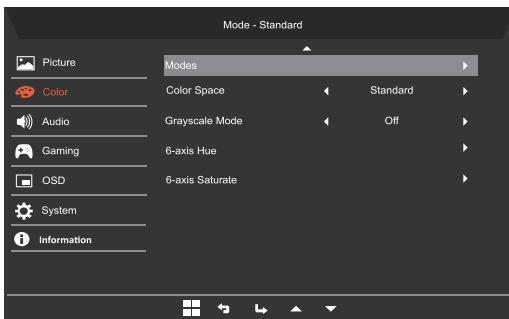 Mode - Standard
Picture
Color
Audio
Gaming
OSD
System
Information
Modes
Color Space Standard
Grayscale Mode Off
6-axis Hue
6-axis Saturate